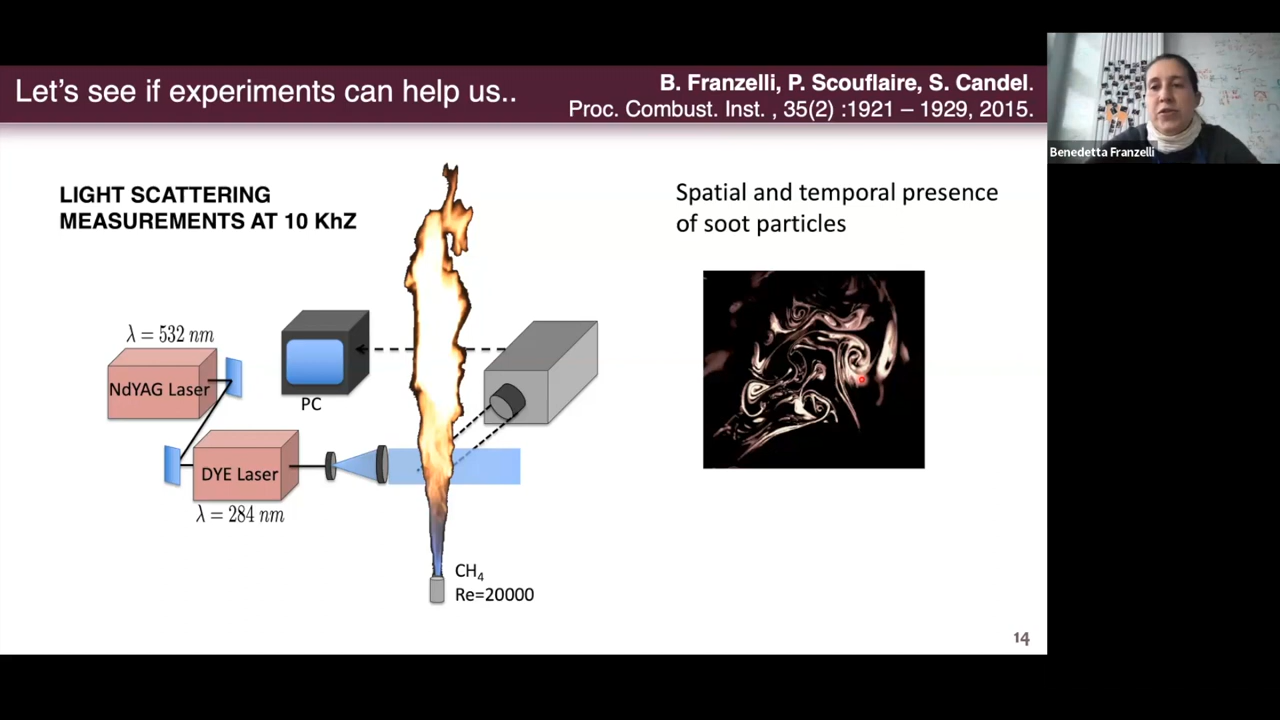 Let's see if experiments can help us..
B. Franzelli, P. Scouflaire, S. Candel.
Proc. Combust. Inst. , 35(2) :1921 – 1929, 2015.
Benedetta Franzelli
LIGHT SCATTERING
MEASUREMENTS AT 10 KhZ
Spatial and temporal presence
of soot particles
λ = 532 nm
NdYAG Laser
PC
DYE Laser
λ = 284 nm
CH₄
Re=20000
14